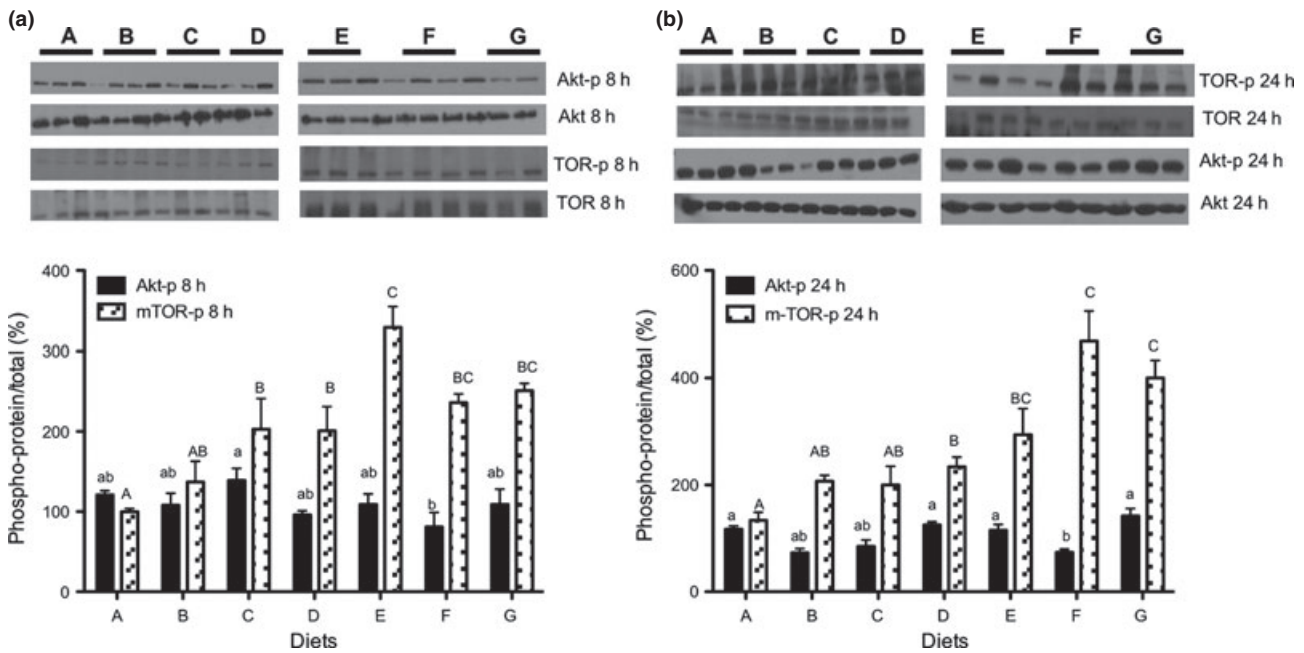 (a)
A B C D E F G
Akt-p 8 h
Akt 8 h
TOR-p 8 h
TOR 8 h
Phospho-protein/total (%)
400
300
200
100
0
Akt-p 8 h
mTOR-p 8 h
ab A ab AB a B ab B ab C b BC ab BC
A B C D E F G
Diets
(b)
A B C D E F G
TOR-p 24 h
TOR 24 h
Akt-p 24 h
Akt 24 h
Phospho-protein/total (%)
600
400
200
0
Akt-p 24 h
m-TOR-p 24 h
a A ab AB ab AB a B a BC b C a C
A B C D E F G
Diets